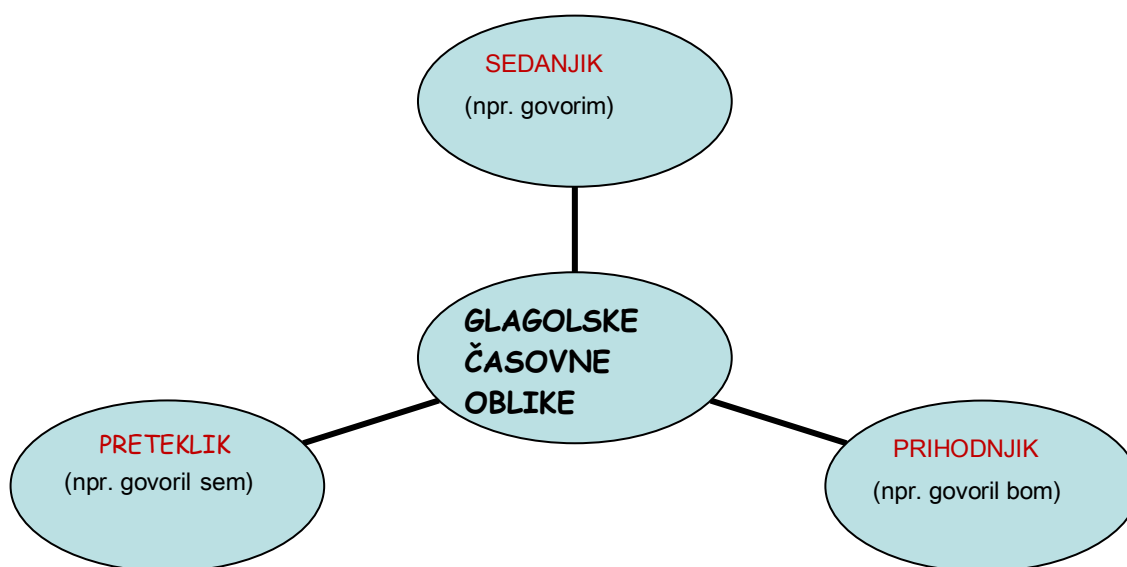 SEDANJIK
(npr. govorim)
GLAGOLSKE
ČASOVNE
OBLIKE
PRETEKLIK
(npr. govoril sem)
PRIHODNJIK
(npr. govoril bom)